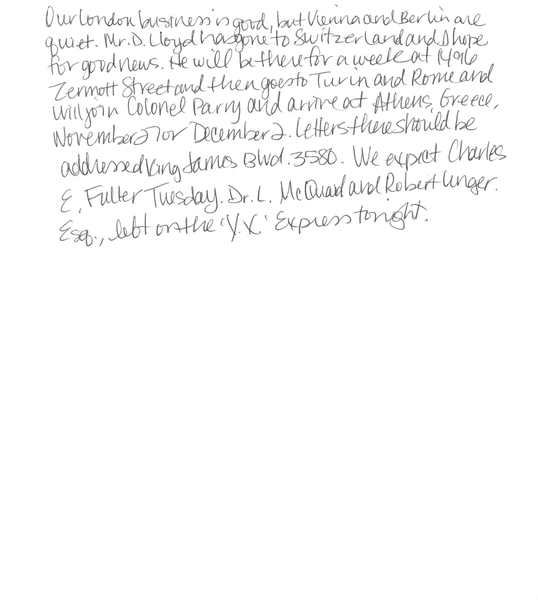 Our London business is good, but Vienna and Berlin are
quiet. Mr. D. Lloyd has gone to Switzerland and I hope
for good news. He will be there for a week at 1496
Zermott Street and then goes to Turin and Rome and
will join Colonel Parry and arrive at Athens, Greece,
November 27 or December 2. Letters there should be
addressed King James Blvd. 3580. We expect Charles
E. Fuller Tuesday. Dr. L. McQuad and Robert Unger.
Esq., left on the 'Y.X.' Express tonight.